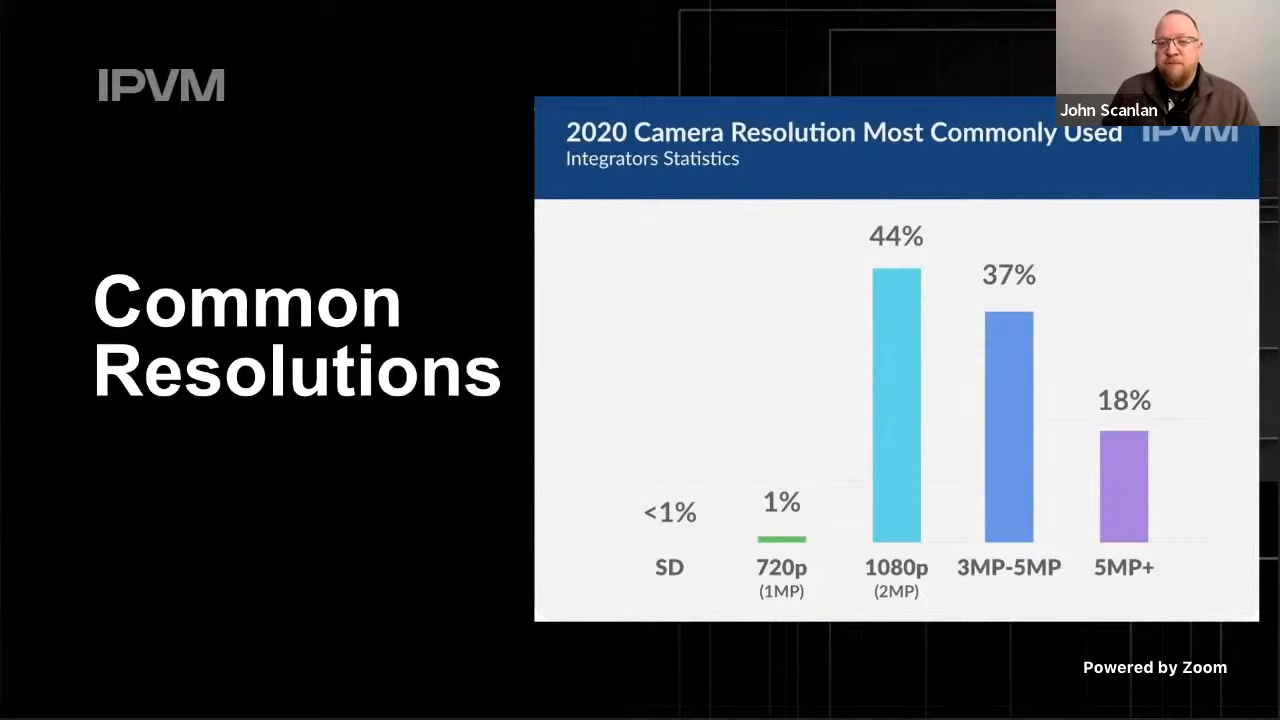 IPVM
John Scanlan
2020 Camera Resolution Most Commonly Used
IPVM
Integrators Statistics
Common
Resolutions
44%
37%
18%
1%
<1%
SD
720p
1080p
3MP-5MP
5MP+
(1MP)
(2MP)
Powered by Zoom